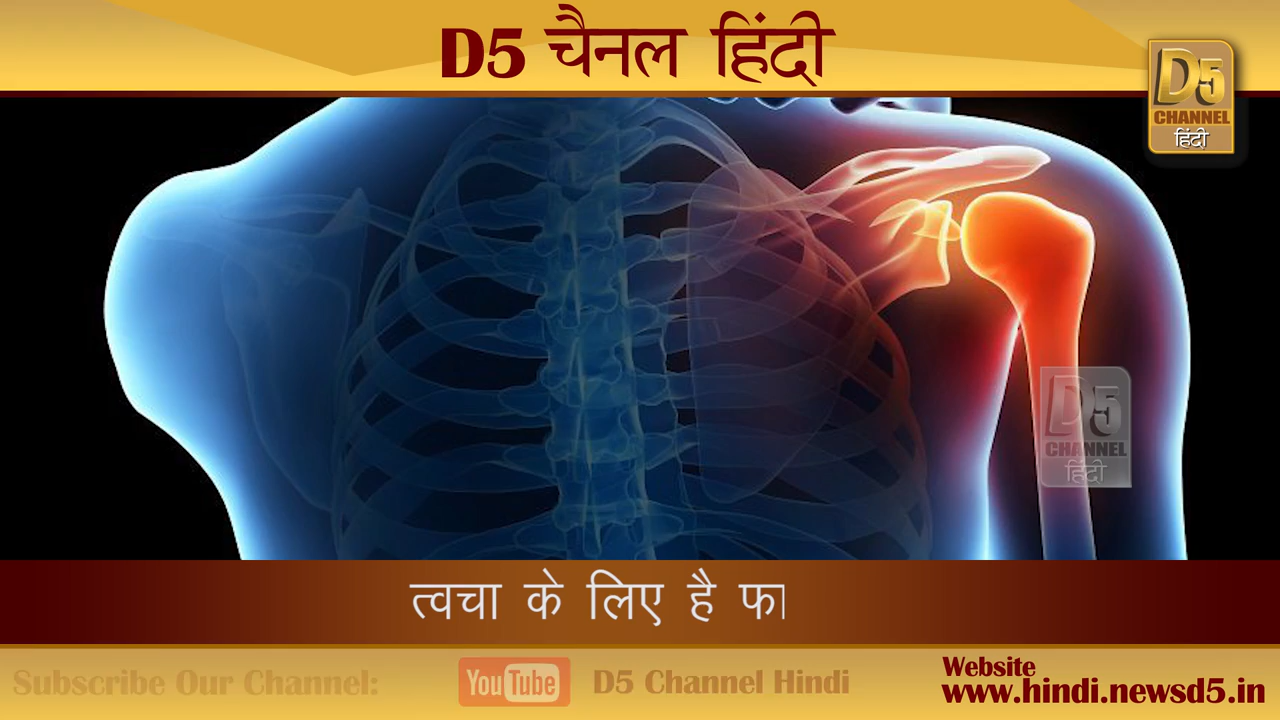 D5 चैनल हिंदी
D5
CHANNEL
हिंदी
D5
CHANNEL
हिंदी
त्वचा के लिए है फा
Subscribe Our Channel:
YouTube
D5 Channel Hindi
Website
www.hindi.newsd5.in